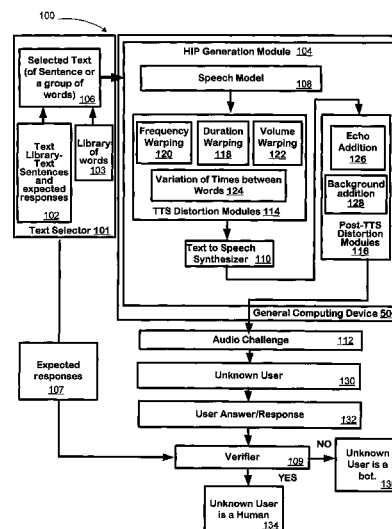 100
HIP Generation Module 104
Selected Text
(of Sentence or
a group of
words)
106
Speech Model
108
Library
of words
103
Text
Library-
Text
Sentences
and
expected
responses
102
Text Selector 101
Frequency
Warping
120
Duration
Warping
118
Volume
Warping
122
Variation of Times between
Words 124
TTS Distortion Modules 114
Text to Speech
Synthesizer 110
Echo
Addition
126
Background
addition
128
Post-TTS
Distortion
Modules
116
General Computing Device 500
Audio Challenge
112
Expected
responses
107
Unknown User
130
User Answer/Response
132
Verifier
109
NO
YES
Unknown
User is a
bot.
Unknown User
is a Human
134